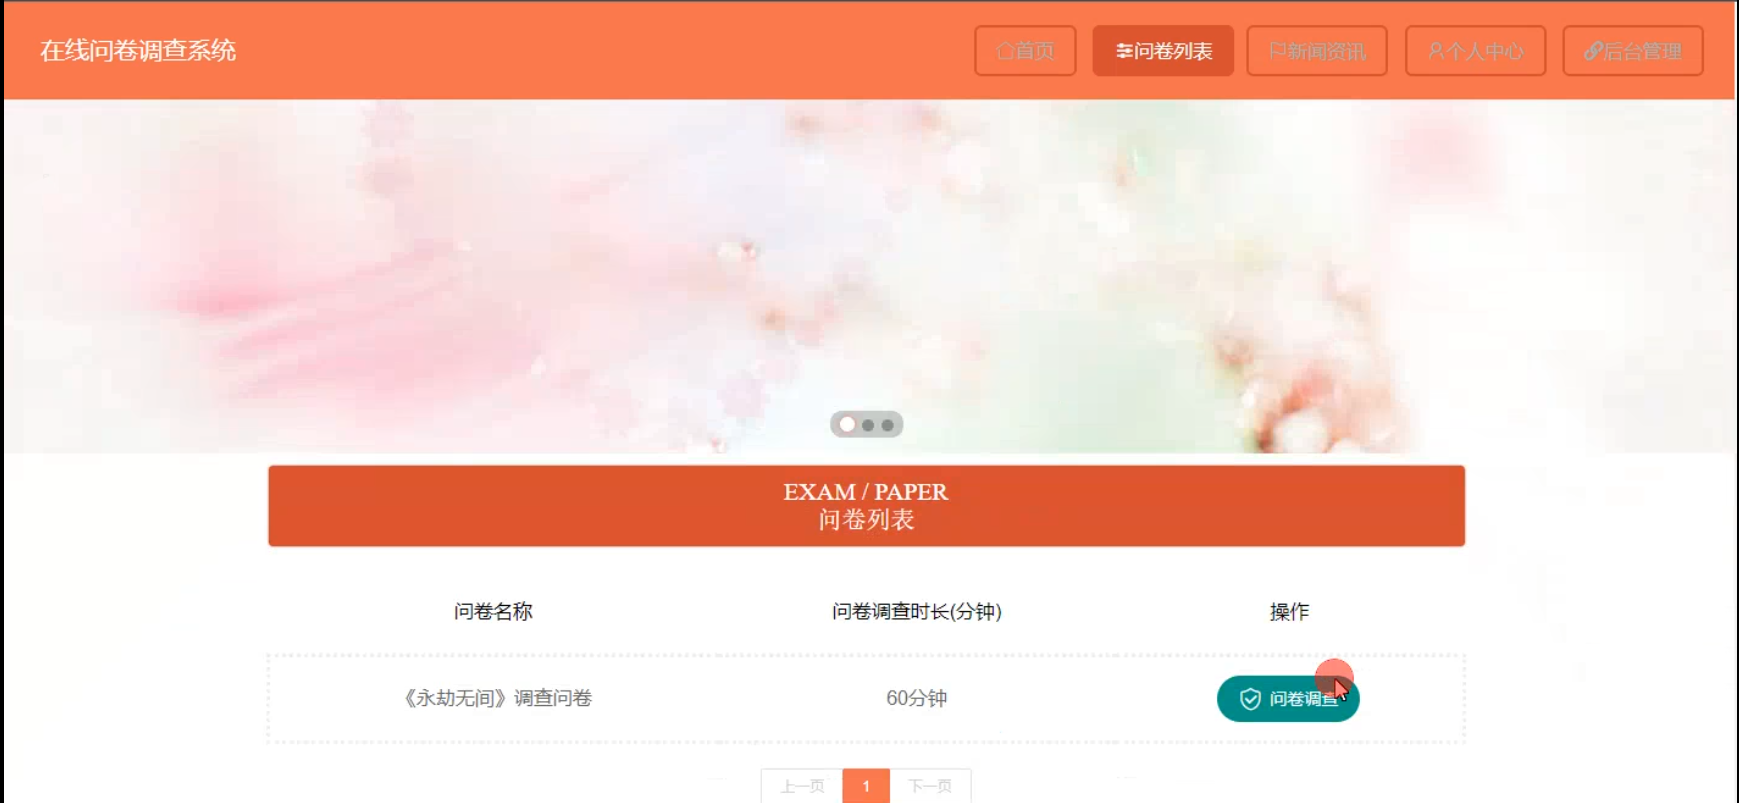 在线问卷调查系统
首页
问卷列表
新闻资讯
个人中心
后台管理
EXAM / PAPER
问卷列表
问卷名称 问卷调查时长(分钟) 操作
《永劫无间》调查问卷 60分钟 问卷调查
上一页 1 下一页